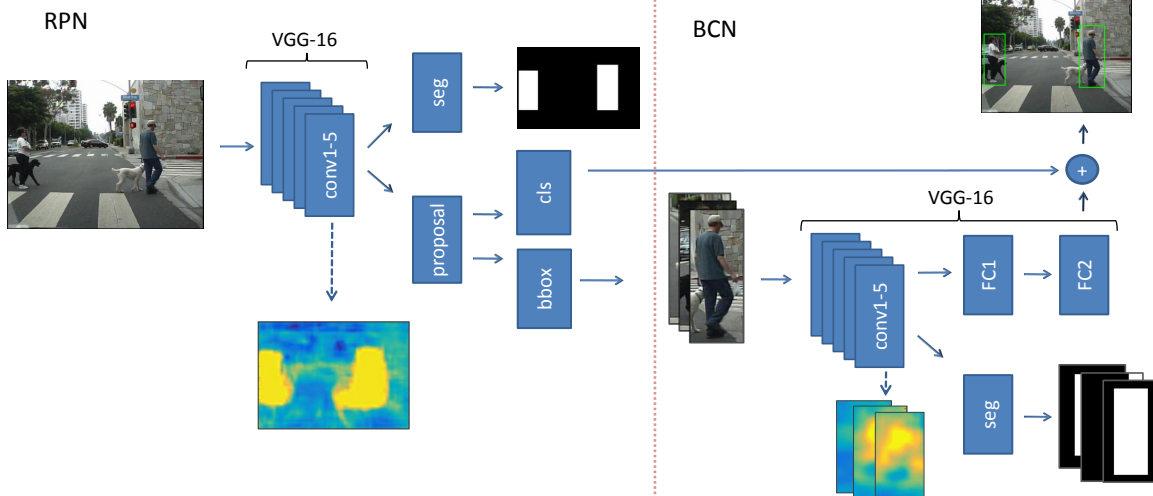 RPN
VGG-16
conv1-5
seg
proposal
cls
bbox
BCN
+
VGG-16
conv1-5
FC1
FC2
seg